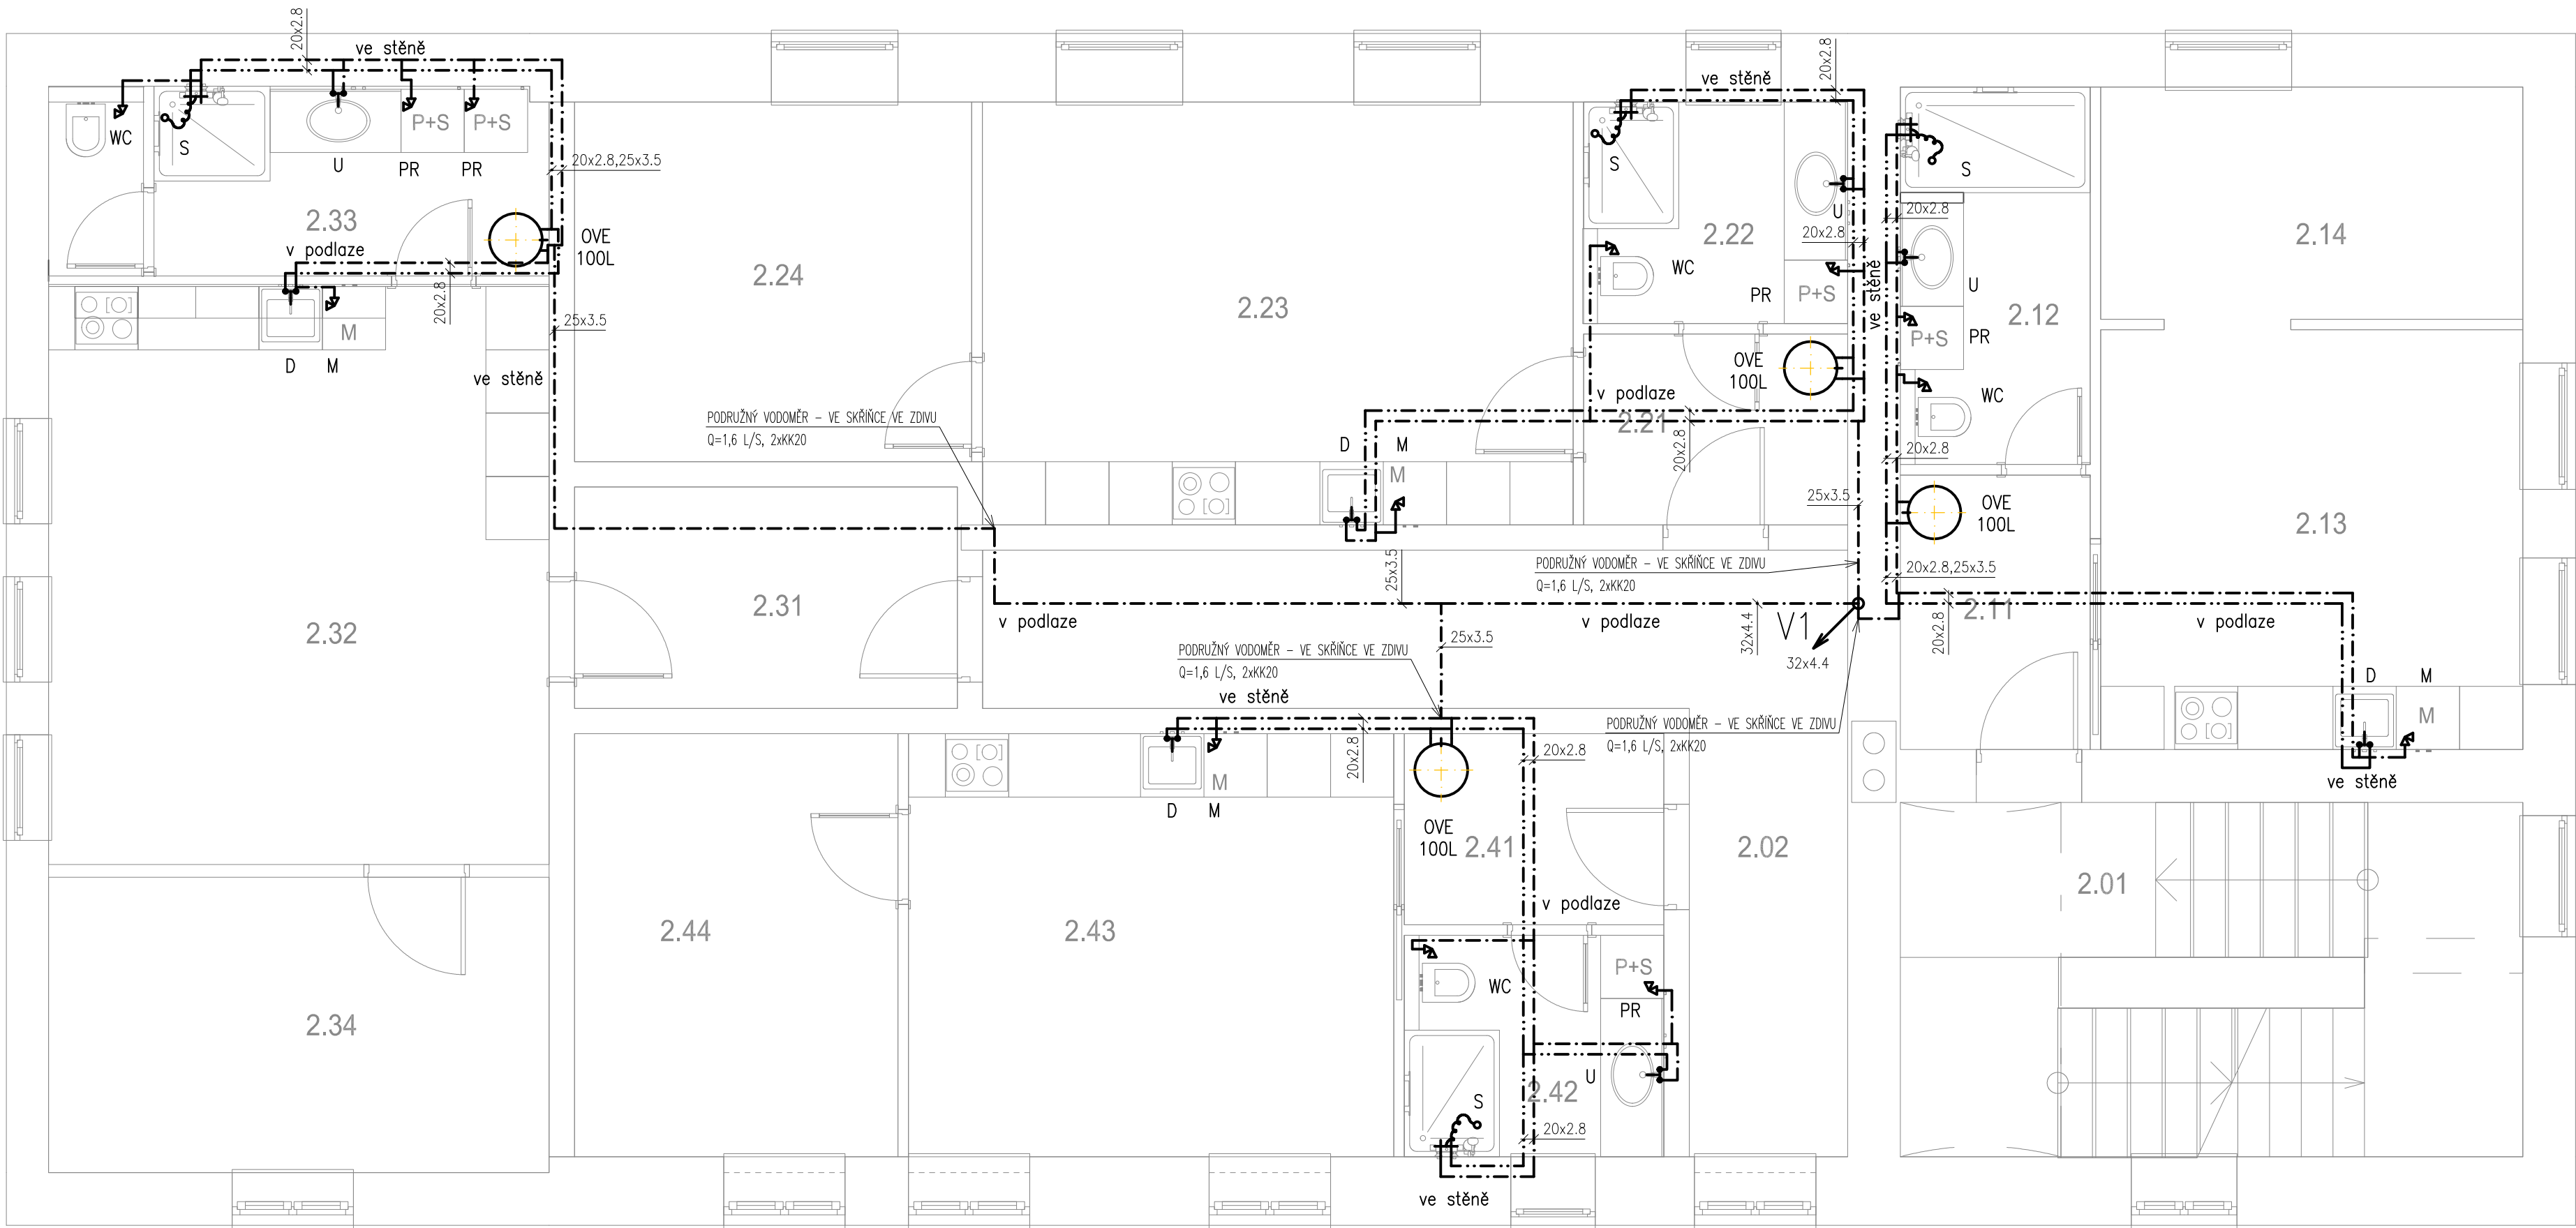 20x2.8
ve stěně
WC
S
U
P+S
P+S
PR
PR
2.33
v podlaze
20x2.8,25x3.5
OVE
100L
20x2.8
25x3.5
M
D
M
ve stěně
2.32
2.34
2.24
2.23
PODRUŽNÝ VODOMĚR – VE SKŘÍŇCE VE ZDIVU
Q=1,6 L/S, 2xKK20
2.31
v podlaze
ve stěně
20x2.8
S
U
2.22
20x2.8
WC
PR
P+S
OVE
100L
v podlaze
2.21
20x2.8
D
M
M
25x3.5
25x3.5
PODRUŽNÝ VODOMĚR – VE SKŘÍŇCE VE ZDIVU
Q=1,6 L/S, 2xKK20
v podlaze
32x4.4
V1
32x4.4
25x3.5
PODRUŽNÝ VODOMĚR – VE SKŘÍŇCE VE ZDIVU
Q=1,6 L/S, 2xKK20
ve stěně
PODRUŽNÝ VODOMĚR – VE SKŘÍŇCE VE ZDIVU
Q=1,6 L/S, 2xKK20
ve stěně
S
20x2.8
U
2.12
P+S
PR
WC
20x2.8
OVE
100L
20x2.8,25x3.5
2.11
20x2.8
2.14
2.13
v podlaze
D
M
M
ve stěně
2.01
2.02
20x2.8
20x2.8
M
D
M
OVE
100L
2.41
v podlaze
2.44
2.43
WC
P+S
PR
U
2.42
S
20x2.8
ve stěně